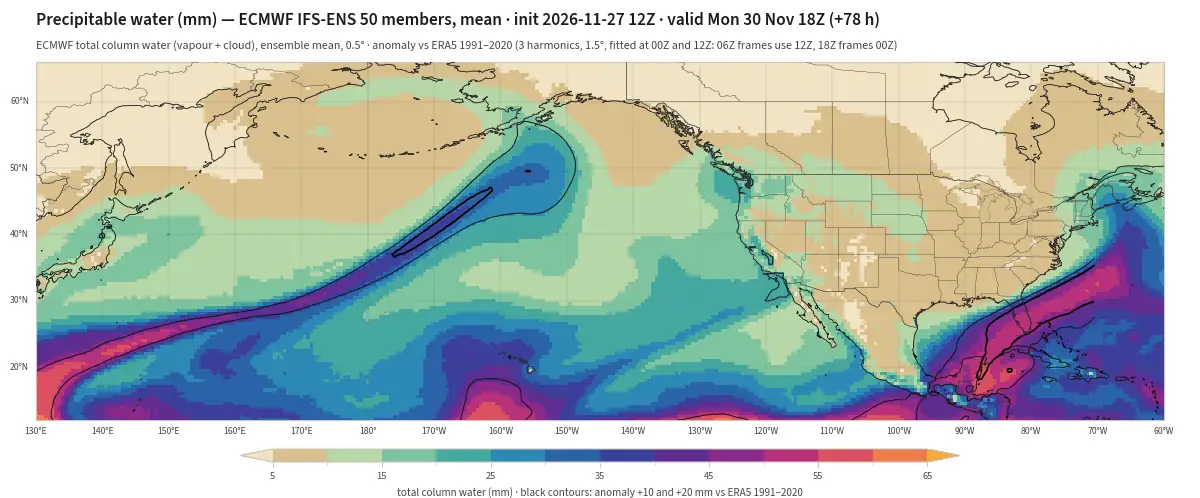 Precipitable water (mm) — ECMWF IFS-ENS 50 members, mean · init 2026-11-27 12Z · valid Mon 30 Nov 18Z (+78 h)
ECMWF total column water (vapour + cloud), ensemble mean, 0.5° · anomaly vs ERA5 1991–2020 (3 harmonics, 1.5°, fitted at 00Z and 12Z: 06Z frames use 12Z, 18Z frames 00Z)
60°N
50°N
40°N
30°N
20°N
130°E 140°E 150°E 160°E 170°E 180° 170°W 160°W 150°W 140°W 130°W 120°W 110°W 100°W 90°W 80°W 70°W 60°W
5 15 25 35 45 55 65
total column water (mm) · black contours: anomaly +10 and +20 mm vs ERA5 1991–2020